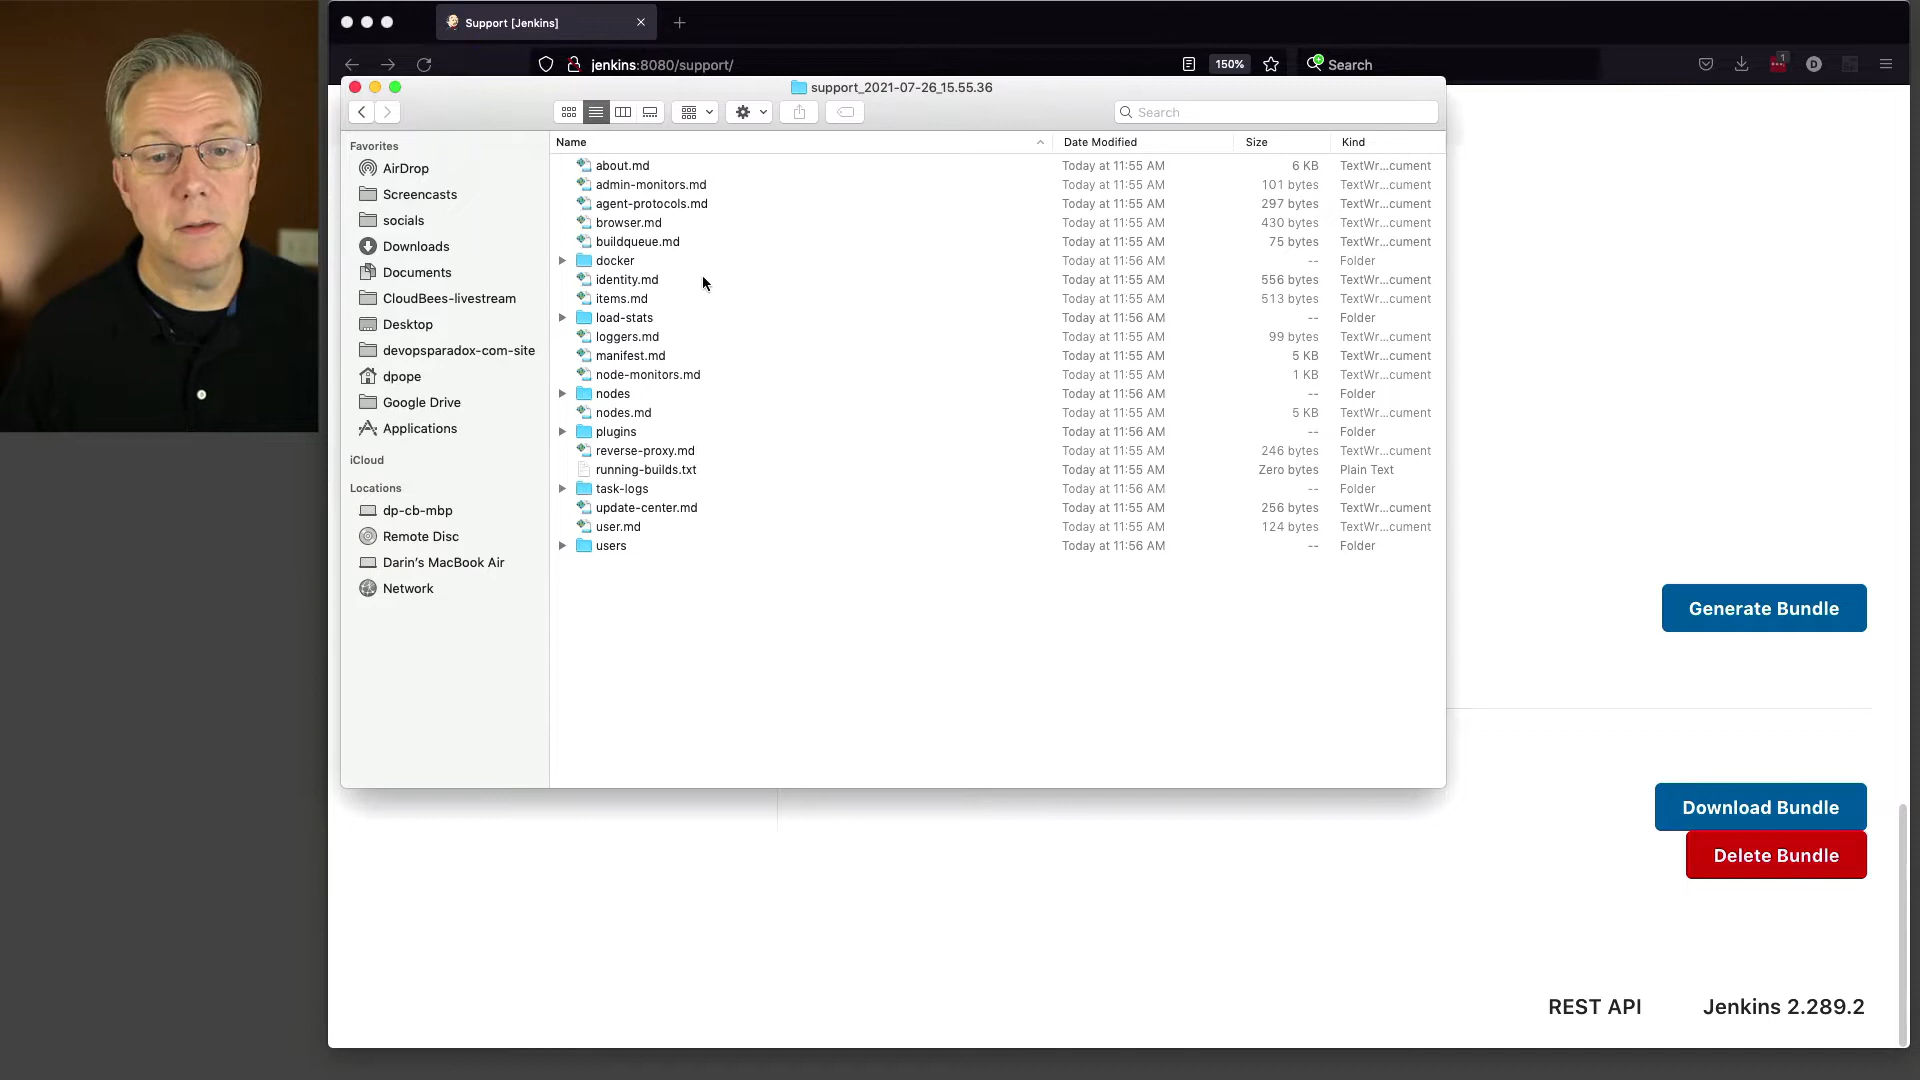 Support [Jenkins]
jenkins:8080/support/
150%
Search
1
D
support_2021-07-26_15.55.36
Search
Favorites
AirDrop
Screencasts
socials
Downloads
Documents
CloudBees-livestream
Desktop
devopsparadox-com-site
dpope
Google Drive
Applications
iCloud
Locations
dp-cb-mbp
Remote Disc
Darin's MacBook Air
Network
Name Date Modified Size Kind
about.md Today at 11:55 AM 6 KB TextWr...cument
admin-monitors.md Today at 11:55 AM 101 bytes TextWr...cument
agent-protocols.md Today at 11:55 AM 297 bytes TextWr...cument
browser.md Today at 11:55 AM 430 bytes TextWr...cument
buildqueue.md Today at 11:55 AM 75 bytes TextWr...cument
docker Today at 11:56 AM -- Folder
identity.md Today at 11:55 AM 556 bytes TextWr...cument
items.md Today at 11:55 AM 513 bytes TextWr...cument
load-stats Today at 11:56 AM -- Folder
loggers.md Today at 11:55 AM 99 bytes TextWr...cument
manifest.md Today at 11:55 AM 5 KB TextWr...cument
node-monitors.md Today at 11:55 AM 1 KB TextWr...cument
nodes Today at 11:56 AM -- Folder
nodes.md Today at 11:55 AM 5 KB TextWr...cument
plugins Today at 11:56 AM -- Folder
reverse-proxy.md Today at 11:55 AM 246 bytes TextWr...cument
running-builds.txt Today at 11:55 AM Zero bytes Plain Text
task-logs Today at 11:56 AM -- Folder
update-center.md Today at 11:55 AM 256 bytes TextWr...cument
user.md Today at 11:55 AM 124 bytes TextWr...cument
users Today at 11:56 AM -- Folder
Generate Bundle
Download Bundle
Delete Bundle
REST API Jenkins 2.289.2